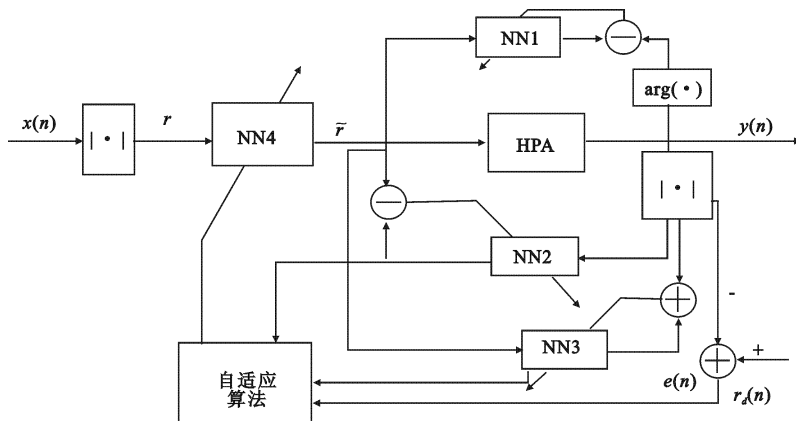 NN1
arg(·)
x(n)
|·|
r
NN4
r̃
HPA
y(n)
|·|
NN2
-
NN3
+
自适应
算法
e(n)
r_d(n)